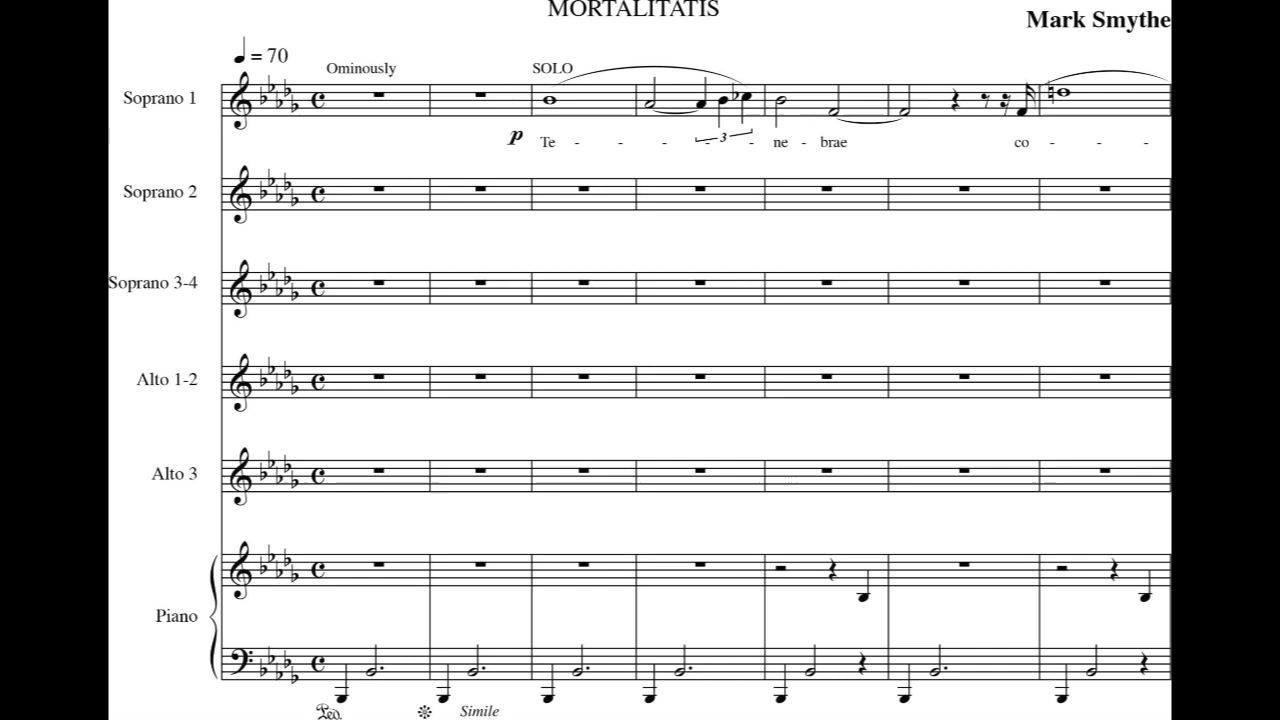 MORTALITATIS
Mark Smythe
= 70
Ominously
SOLO
Soprano 1
p
3
Te - - - - - ne - brae co - - -
Soprano 2
Soprano 3-4
Alto 1-2
Alto 3
Piano
Ped.
Simile